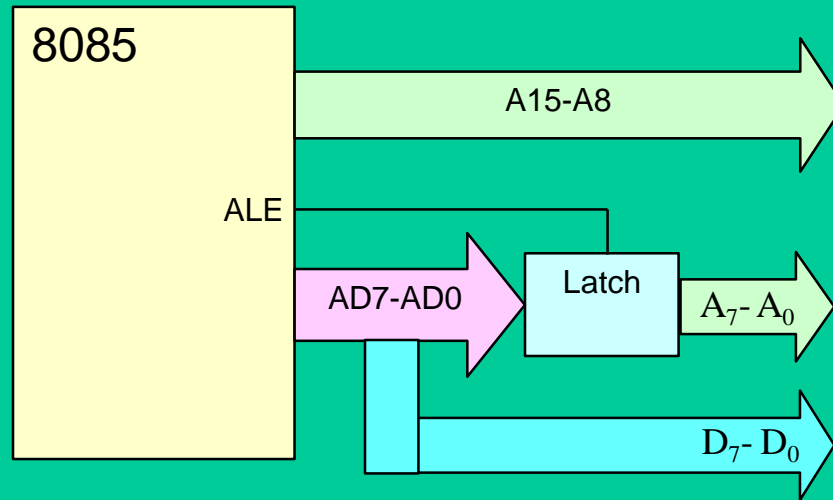 8085
A15-A8
ALE
AD7-AD0
Latch
A₇- A₀
D₇- D₀